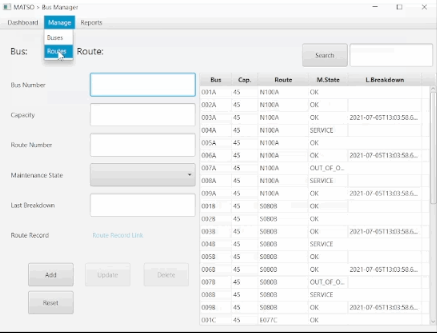 MATSO > Bus Manager
Dashboard Manage Reports
Buses
Routes
Bus: Route:
Search
Bus Number
Capacity
Route Number
Maintenance State
Last Breakdown
Route Record Route Record Link
Add Update Delete
Reset
Bus Cap. Route M.State L.Breakdown
001A 45 N100A OK
002A 45 N100A OK
003A 45 N100A OK 2021-07-05T13:03:58.6...
004A 45 N100A SERVICE
005A 45 N100A OK
006A 45 N100A OK 2021-07-05T13:03:58.6...
007A 45 N100A OUT_OF_O...
008A 45 N100A SERVICE
009A 45 N100A OK 2021-07-05T13:03:58.6...
001B 45 S080B OK
002B 45 S080B OK
003B 45 S080B OK 2021-07-05T13:03:58.6...
004B 45 S080B SERVICE
005B 45 S080B OK
006B 45 S080B OK 2021-07-05T13:03:58.6...
007B 45 S080B OUT_OF_O...
008B 45 S080B SERVICE
009B 45 S080B OK 2021-07-05T13:03:58.6...
001C 45 E077C OK